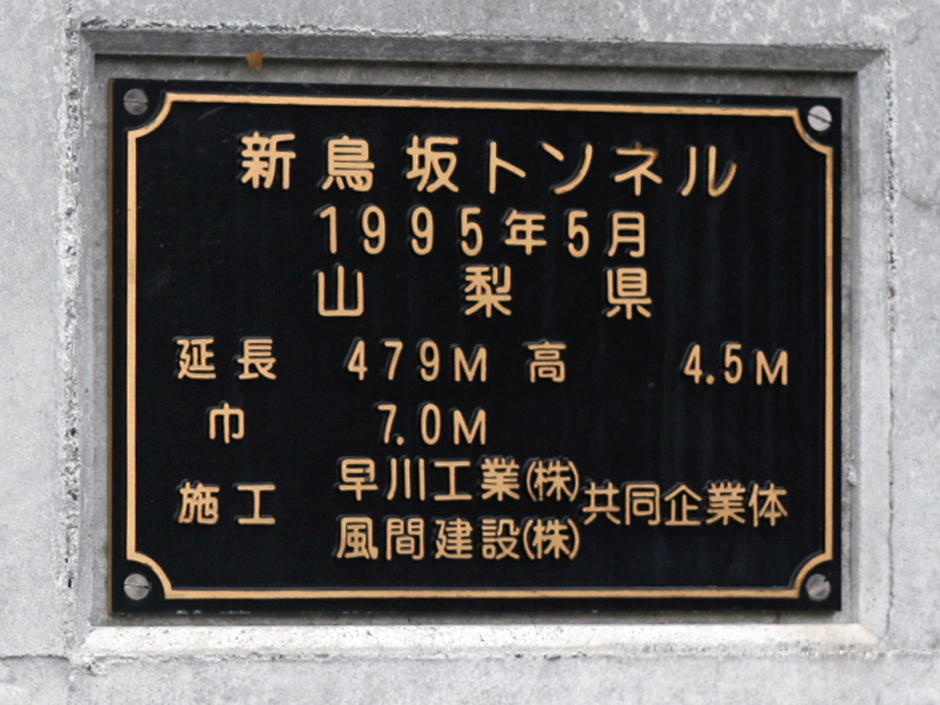 新鳥坂トンネル
1995年5月
山梨県
延長 479M 高 4.5M
巾 7.0M
施工 早川工業(株) 共同企業体
風間建設(株)